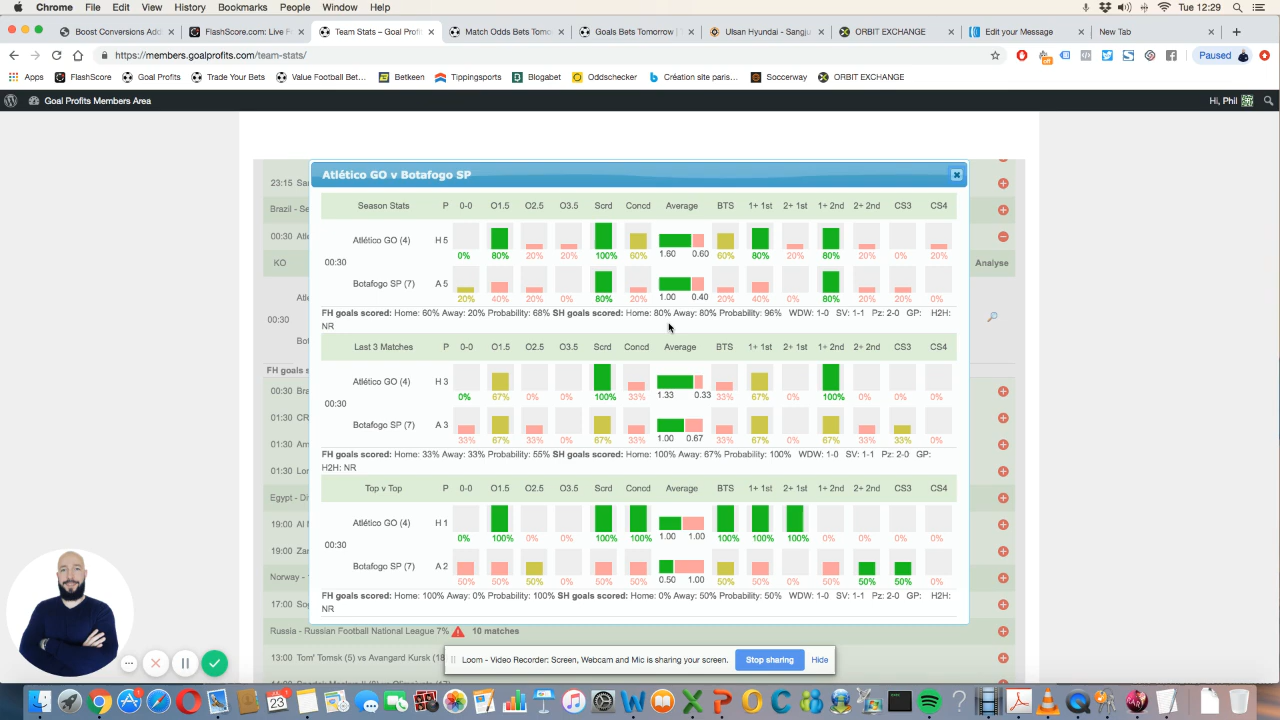 Chrome File Edit View History Bookmarks People Window Help Tue 12:29
Boost Conversions Add FlashScore.com: Live F Team Stats – Goal Profits Match Odds Bets Tomo Goals Bets Tomorrow Ulsan Hyundai - Sangju ORBIT EXCHANGE Edit your Message New Tab
https://members.goalprofits.com/team-stats/ off Paused
Apps FlashScore Goal Profits Trade Your Bets Value Football Bet... Betkeen Tippingsports Blogabet Oddschecker Création site paris... Soccerway ORBIT EXCHANGE
Goal Profits Members Area Hi, Phil
Atlético GO v Botafogo SP
23:15
Season Stats P 0-0 O1.5 O2.5 O3.5 Scrd Concd Average BTS 1+ 1st 2+ 1st 1+ 2nd 2+ 2nd CS3 CS4
Brazil - Se
00:30 Atle
Atlético GO (4) H 5
0% 80% 20% 20% 100% 60% 1.60 0.60 60% 80% 20% 80% 20% 0% 20%
KO 00:30 Analyse
Botafogo SP (7) A 5
20% 40% 20% 0% 80% 20% 1.00 0.40 20% 40% 0% 80% 20% 20% 0%
FH goals scored: Home: 60% Away: 20% Probability: 68% SH goals scored: Home: 80% Away: 80% Probability: 96% WDW: 1-0 SV: 1-1 Pz: 2-0 GP: H2H:
00:30
NR
Last 3 Matches P 0-0 O1.5 O2.5 O3.5 Scrd Concd Average BTS 1+ 1st 2+ 1st 1+ 2nd 2+ 2nd CS3 CS4
FH goals s
Atlético GO (4) H 3
00:30
0% 67% 0% 0% 100% 33% 1.33 0.33 33% 67% 0% 100% 0% 0% 0%
00:30
01:30
Botafogo SP (7) A 3
33% 67% 33% 0% 67% 33% 1.00 0.67 33% 67% 0% 67% 33% 33% 0%
01:30
FH goals scored: Home: 33% Away: 33% Probability: 55% SH goals scored: Home: 100% Away: 67% Probability: 100% WDW: 1-0 SV: 1-1 Pz: 2-0 GP:
H2H: NR
01:30
Top v Top P 0-0 O1.5 O2.5 O3.5 Scrd Concd Average BTS 1+ 1st 2+ 1st 1+ 2nd 2+ 2nd CS3 CS4
Egypt - Di
Atlético GO (4) H 1
19:00
0% 100% 0% 0% 100% 100% 1.00 1.00 100% 100% 100% 0% 0% 0% 0%
00:30
19:00
Botafogo SP (7) A 2
50% 50% 50% 0% 50% 50% 0.50 1.00 50% 50% 0% 50% 50% 50% 0%
Norway -
FH goals scored: Home: 100% Away: 0% Probability: 100% SH goals scored: Home: 0% Away: 50% Probability: 50% WDW: 1-0 SV: 1-1 Pz: 2-0 GP: H2H:
NR
17:00
Russia - Russian Football National League 7% 10 matches
13:00 Tom' Tomsk (5) vs Avangard Kursk (18
Loom - Video Recorder: Screen, Webcam and Mic is sharing your screen. Stop sharing Hide